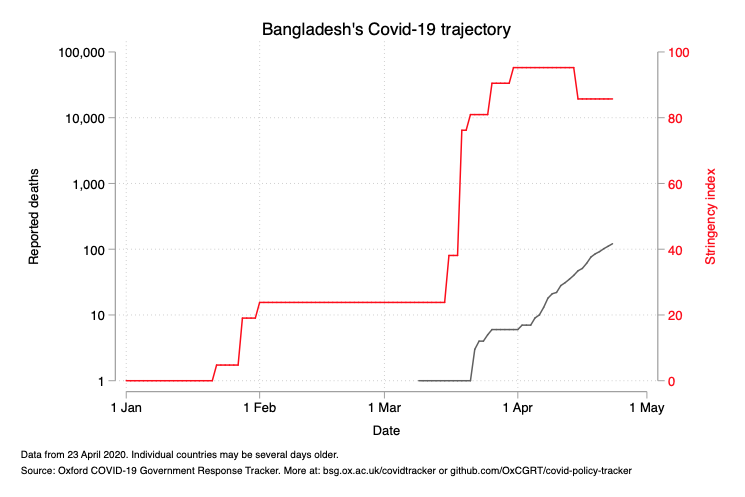 Bangladesh's Covid-19 trajectory
100,000
10,000
1,000
100
10
1
Reported deaths
100
80
60
40
20
0
Stringency index
1 Jan 1 Feb 1 Mar 1 Apr 1 May
Date
Data from 23 April 2020. Individual countries may be several days older.
Source: Oxford COVID-19 Government Response Tracker. More at: bsg.ox.ac.uk/covidtracker or github.com/OxCGRT/covid-policy-tracker